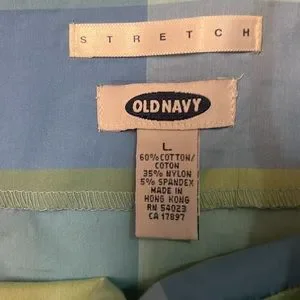 STRETCH
OLD NAVY
L
60% COTTON/
COTON
35% NYLON
5% SPANDEX
MADE IN
HONG KONG
RN 54023
CA 17897